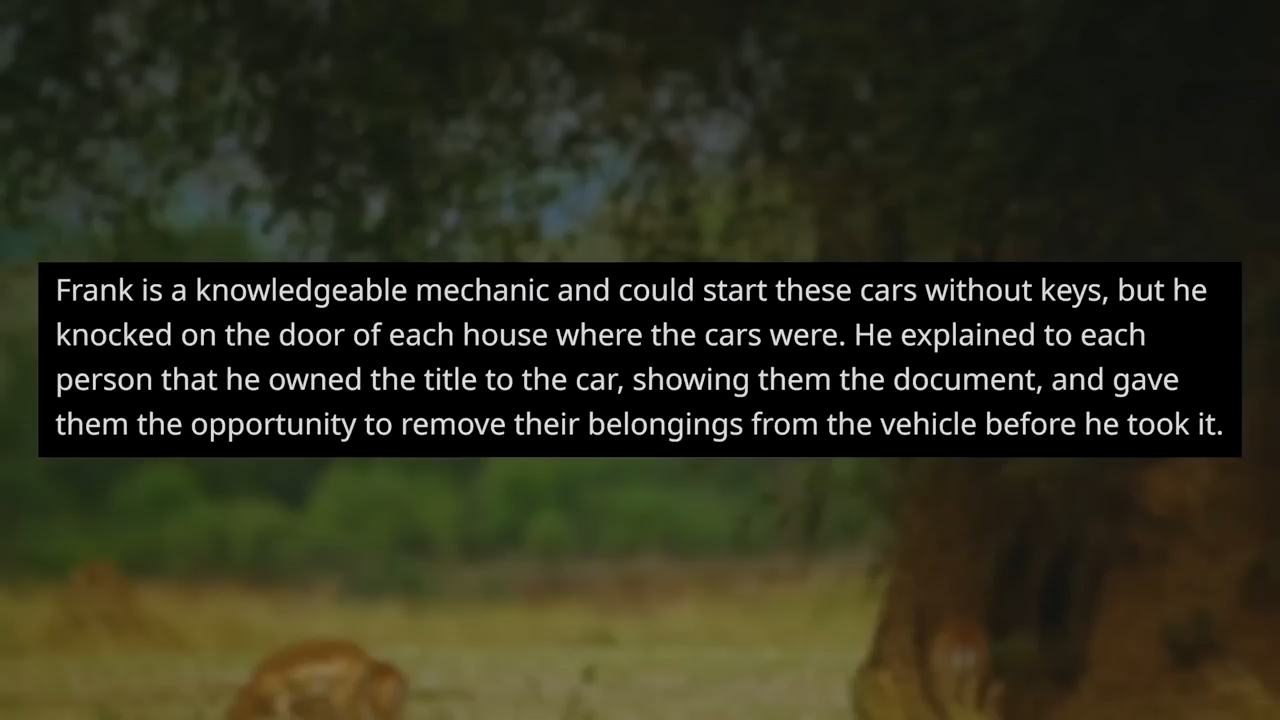 Frank is a knowledgeable mechanic and could start these cars without keys, but he
knocked on the door of each house where the cars were. He explained to each
person that he owned the title to the car, showing them the document, and gave
them the opportunity to remove their belongings from the vehicle before he took it.